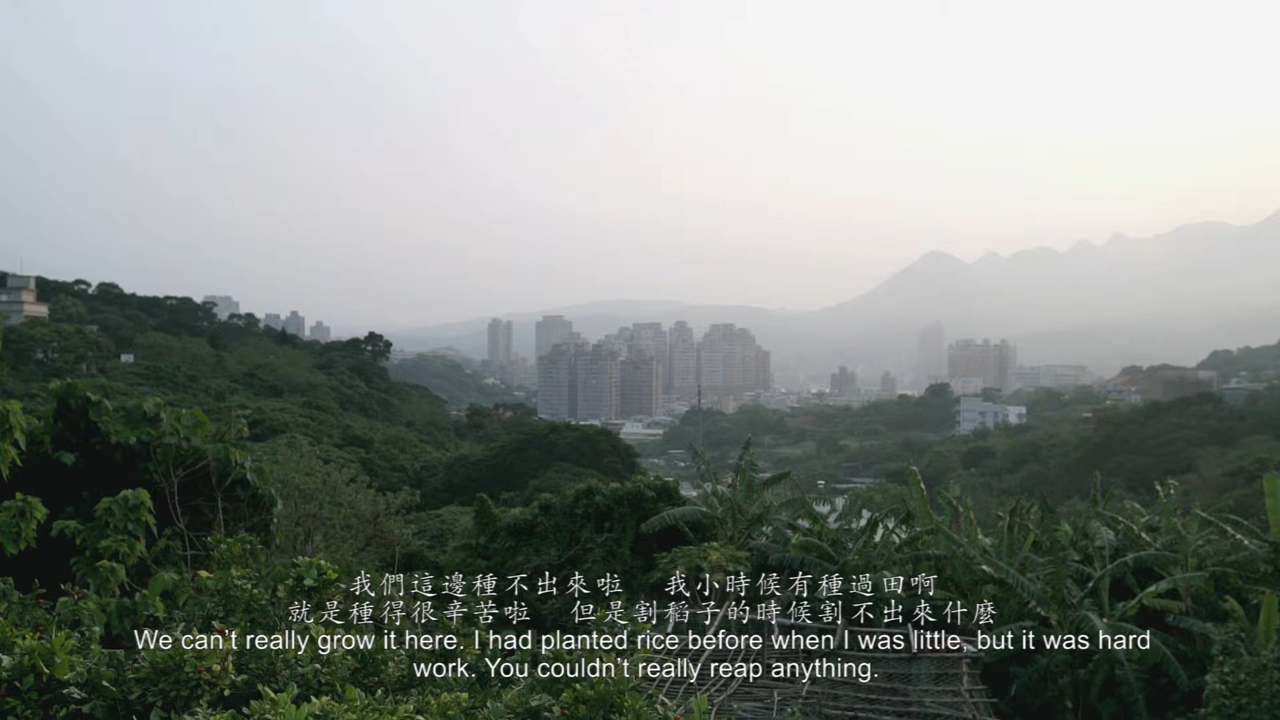 我們這邊種不出來啦 我小時候有種過田啊
就是種得很辛苦啦 但是割稻子的時候割不出來什麼
We can't really grow it here. I had planted rice before when I was little, but it was hard
work. You couldn't really reap anything.